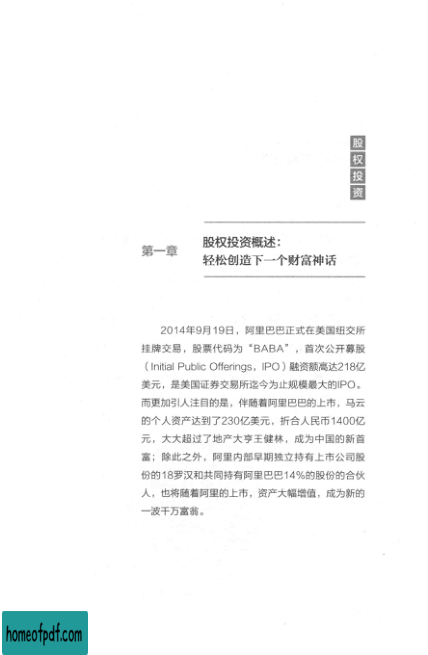 股
权
投
资
第一章
股权投资概述：
轻松创造下一个财富神话
2014年9月19日，阿里巴巴正式在美国纽交所
挂牌交易，股票代码为“BABA”，首次公开募股
（Initial Public Offerings，IPO）融资额高达218亿
美元，是美国证券交易所迄今为止规模最大的IPO。
而更加引人注目的是，伴随着阿里巴巴的上市，马云
的个人资产达到了230亿美元，折合人民币1400亿
元，大大超过了地产大亨王健林，成为中国的新首
富；除此之外，阿里内部早期独立持有上市公司股
份的18罗汉和共同持有阿里巴巴14%的股份的合伙
人，也将随着阿里的上市，资产大幅增值，成为新的
一波千万富翁。
homeofpdf.com